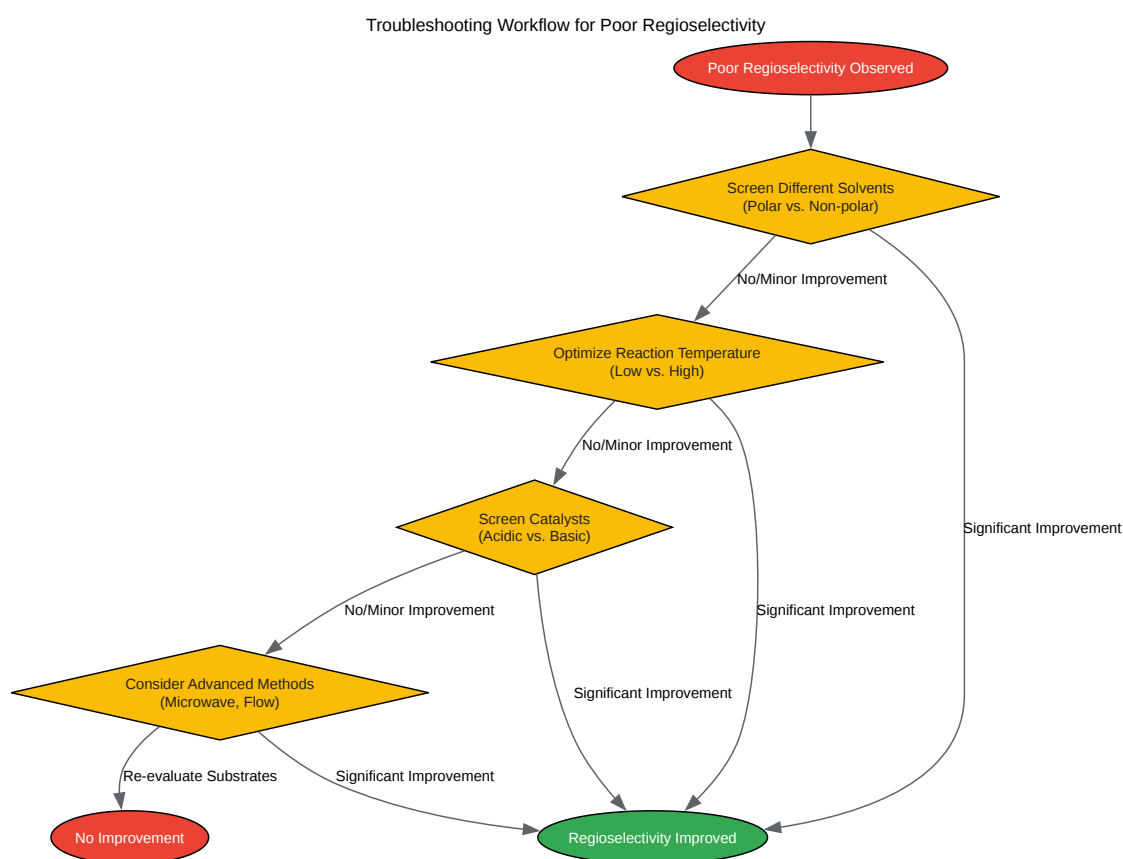 Troubleshooting Workflow for Poor Regioselectivity
Poor Regioselectivity Observed
Screen Different Solvents
(Polar vs. Non-polar)
No/Minor Improvement
Optimize Reaction Temperature
(Low vs. High)
No/Minor Improvement
Screen Catalysts
(Acidic vs. Basic)
Significant Improvement
No/Minor Improvement
Significant Improvement
Consider Advanced Methods
(Microwave, Flow)
Significant Improvement
Re-evaluate Substrates
Significant Improvement
No Improvement
Regioselectivity Improved